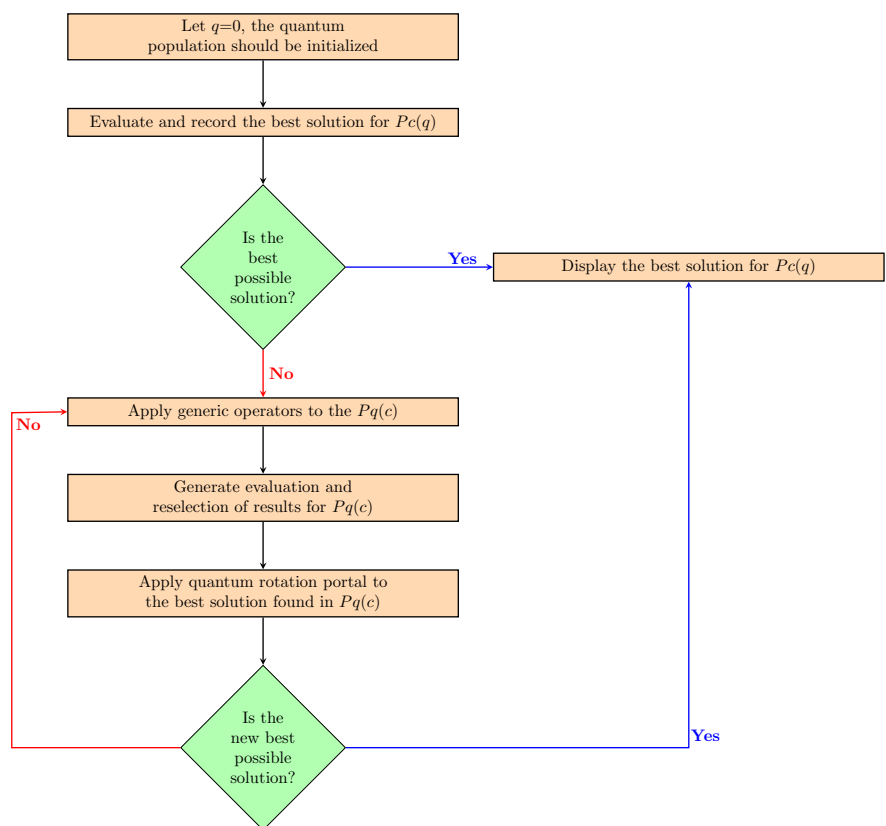 Let q=0, the quantum
population should be initialized
Evaluate and record the best solution for Pc(q)
Is the
best
possible
solution?
Yes
Display the best solution for Pc(q)
No
Apply generic operators to the Pq(c)
No
Generate evaluation and
reselection of results for Pq(c)
Apply quantum rotation portal to
the best solution found in Pq(c)
Is the
new best
possible
solution?
Yes